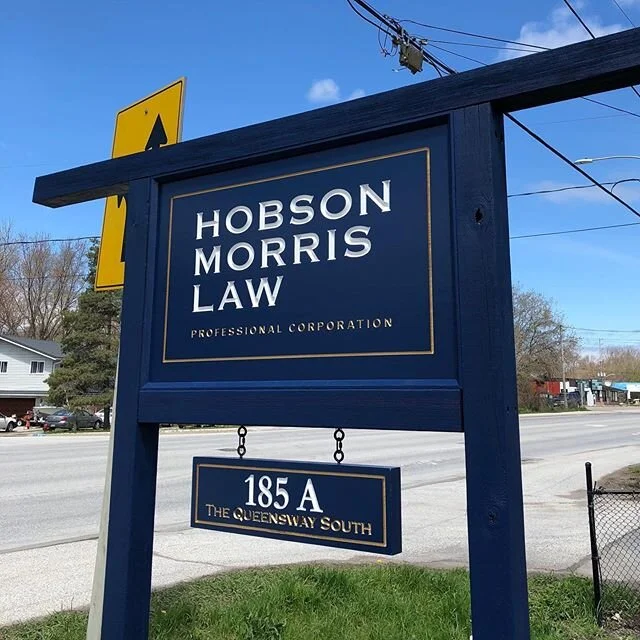 HOBSON
MORRIS
LAW
PROFESSIONAL CORPORATION
185 A
THE QUEENSWAY SOUTH